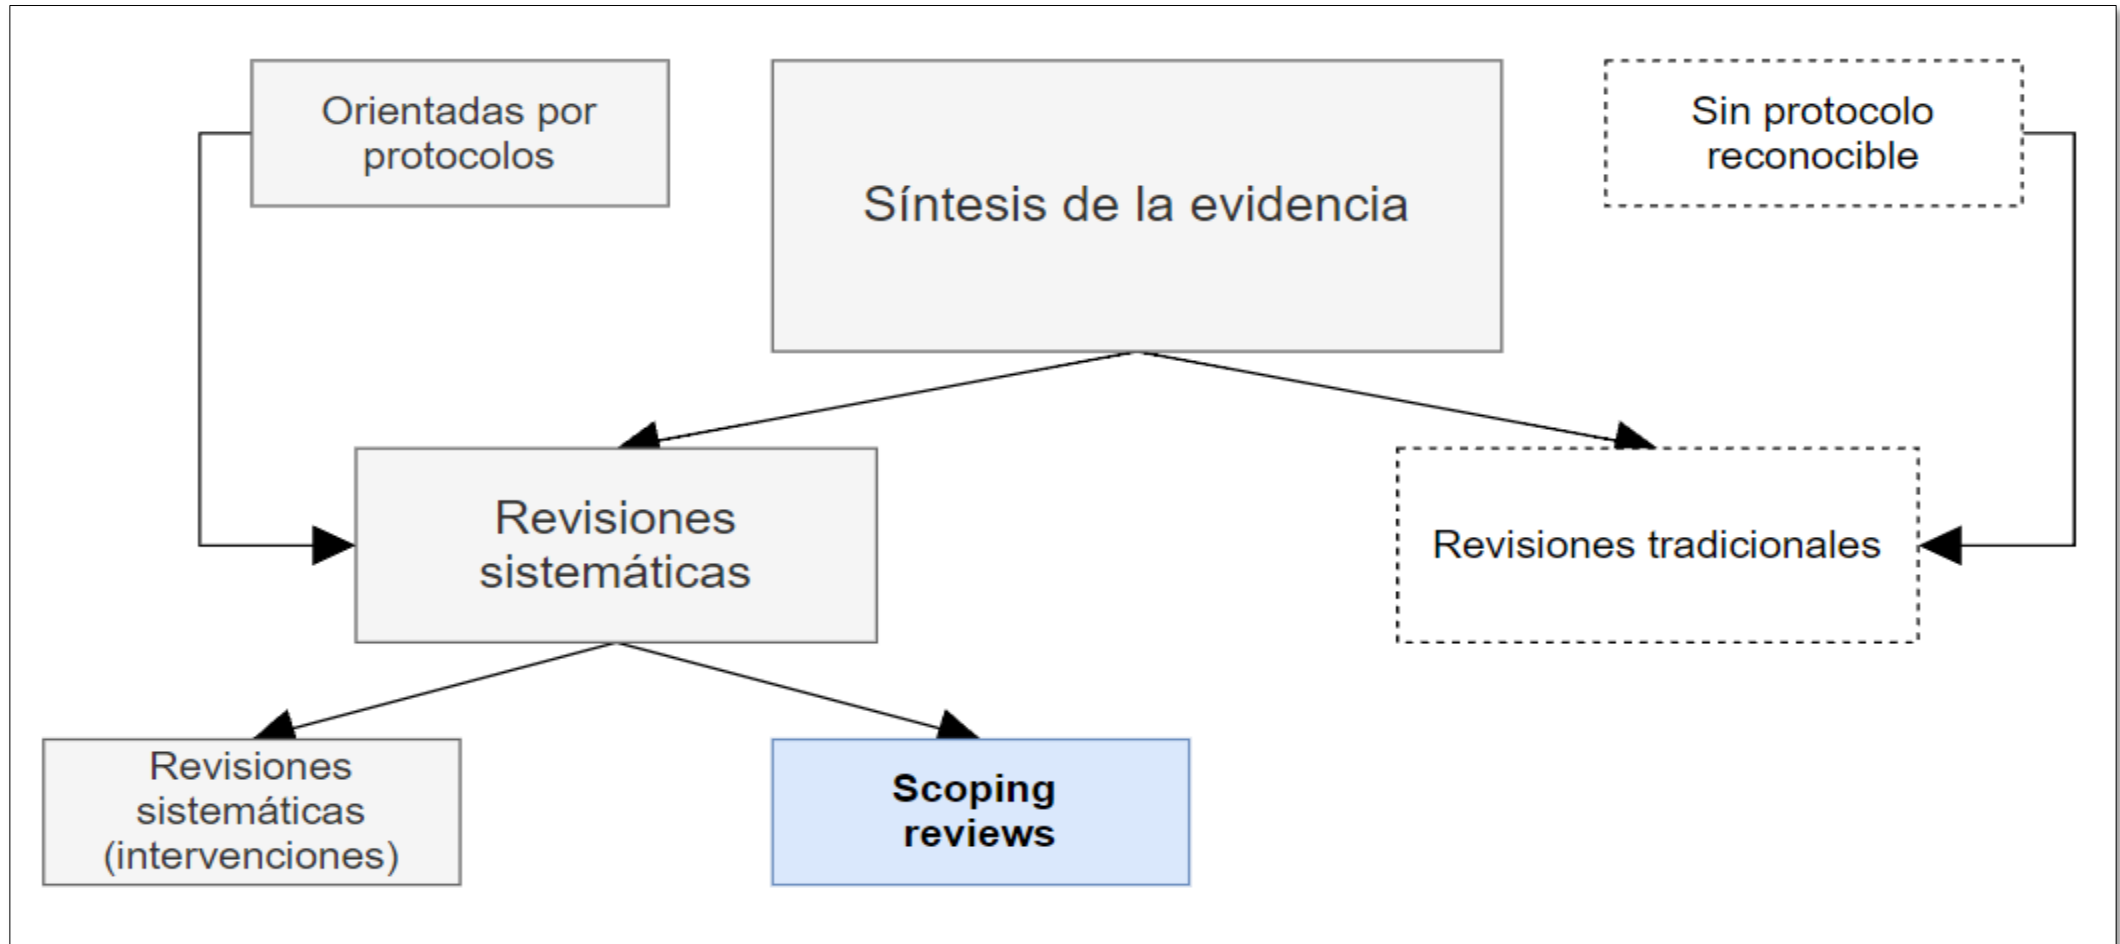 Orientadas por
protocolos
Síntesis de la evidencia
Sin protocolo
reconocible
Revisiones
sistemáticas
Revisiones tradicionales
Revisiones
sistemáticas
(intervenciones)
Scoping
reviews